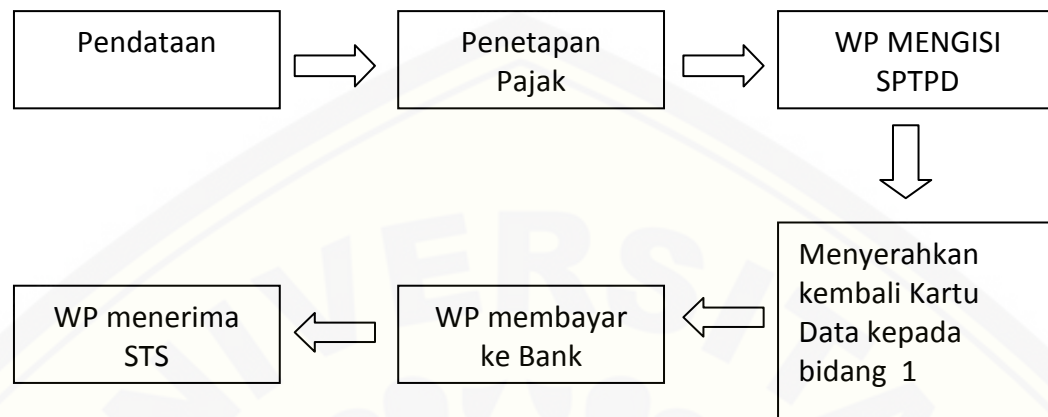 Pendataan
Penetapan
Pajak
WP MENGISI
SPTPD
Menyerahkan
kembali Kartu
Data kepada
bidang 1
WP membayar
ke Bank
WP menerima
STS